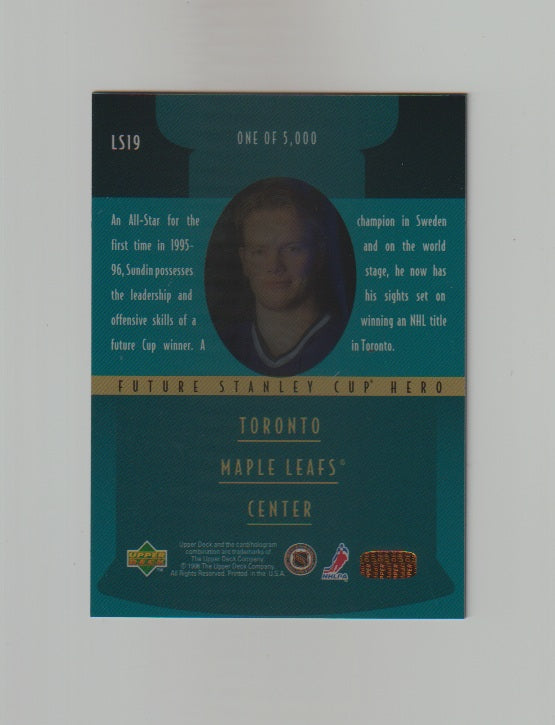 LS19
ONE OF 5,000
An All-Star for the
first time in 1995-
96, Sundin possesses
the leadership and
offensive skills of a
future Cup winner. A
champion in Sweden
and on the world
stage, he now has
his sights set on
winning an NHL title
in Toronto.
FUTURE STANLEY CUP® HERO
TORONTO
MAPLE LEAFS®
CENTER
UPPER DECK™
Upper Deck and the card/hologram
combination are trademarks of
The Upper Deck Company.
© 1996 The Upper Deck Company.
All Rights Reserved. Printed in the U.S.A.
NHLPA